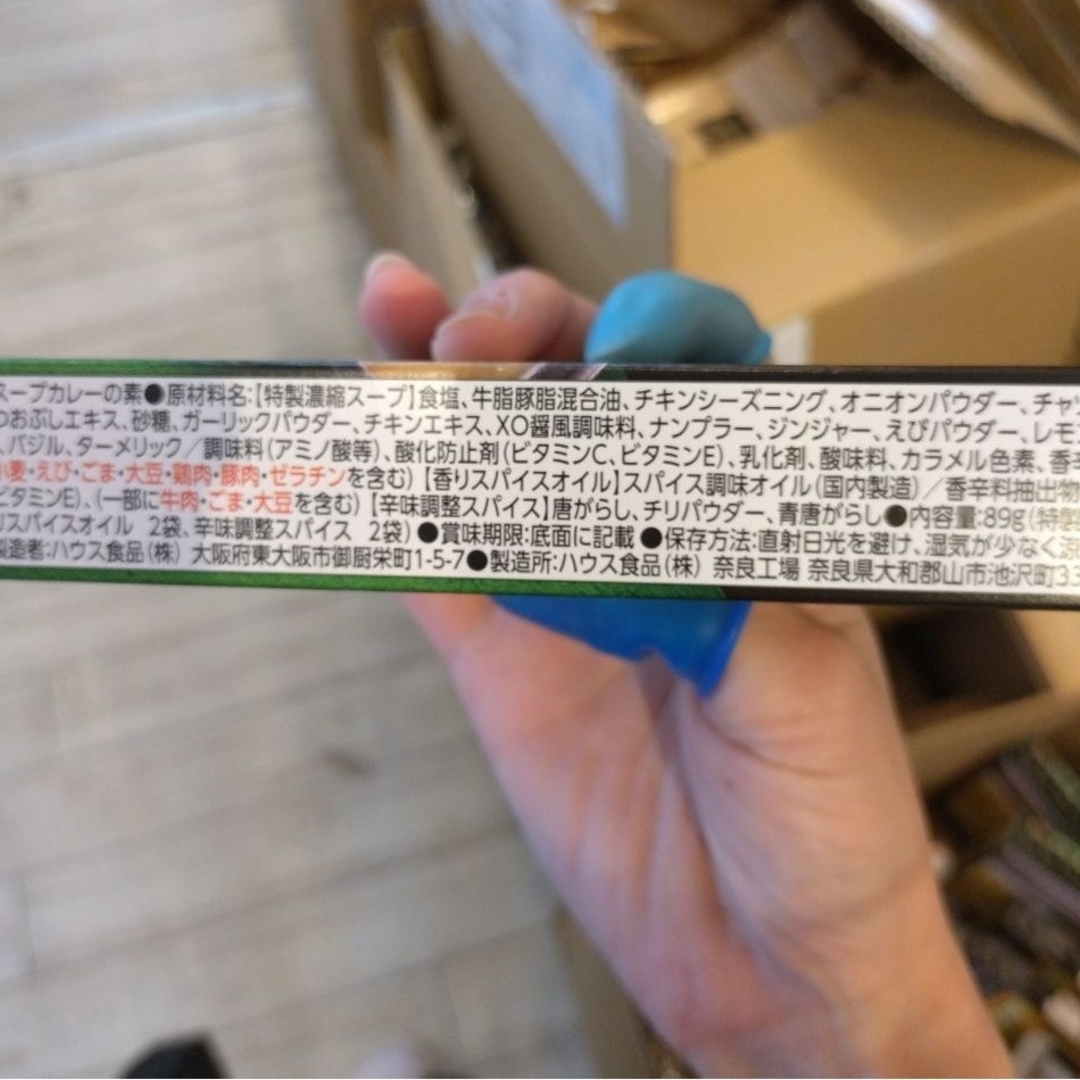 スープカレーの素●原材料名:【特製濃縮スープ】食塩、牛脂豚脂混合油、チキンシーズニング、オニオンパウダー、チャツ
つおぶしエキス、砂糖、ガーリックパウダー、チキンエキス、XO醤風調味料、ナンプラー、ジンジャー、えびパウダー、レモ
、バジル、ターメリック／調味料(アミノ酸等)、酸化防止剤(ビタミンC、ビタミンE)、乳化剤、酸味料、カラメル色素、香辛
小麦・えび・ごま・大豆・鶏肉・豚肉・ゼラチンを含む)【香りスパイスオイル】スパイス調味オイル(国内製造)／香辛料抽出物
ビタミンE)、(一部に牛肉・ごま・大豆を含む)【辛味調整スパイス】唐がらし、チリパウダー、青唐がらし●内容量:89g(特製
りスパイスオイル 2袋、辛味調整スパイス 2袋)●賞味期限:底面に記載●保存方法:直射日光を避け、湿気が少なく涼
製造者:ハウス食品(株) 大阪府東大阪市御厨栄町1-5-7●製造所:ハウス食品(株) 奈良工場 奈良県大和郡山市池沢町33